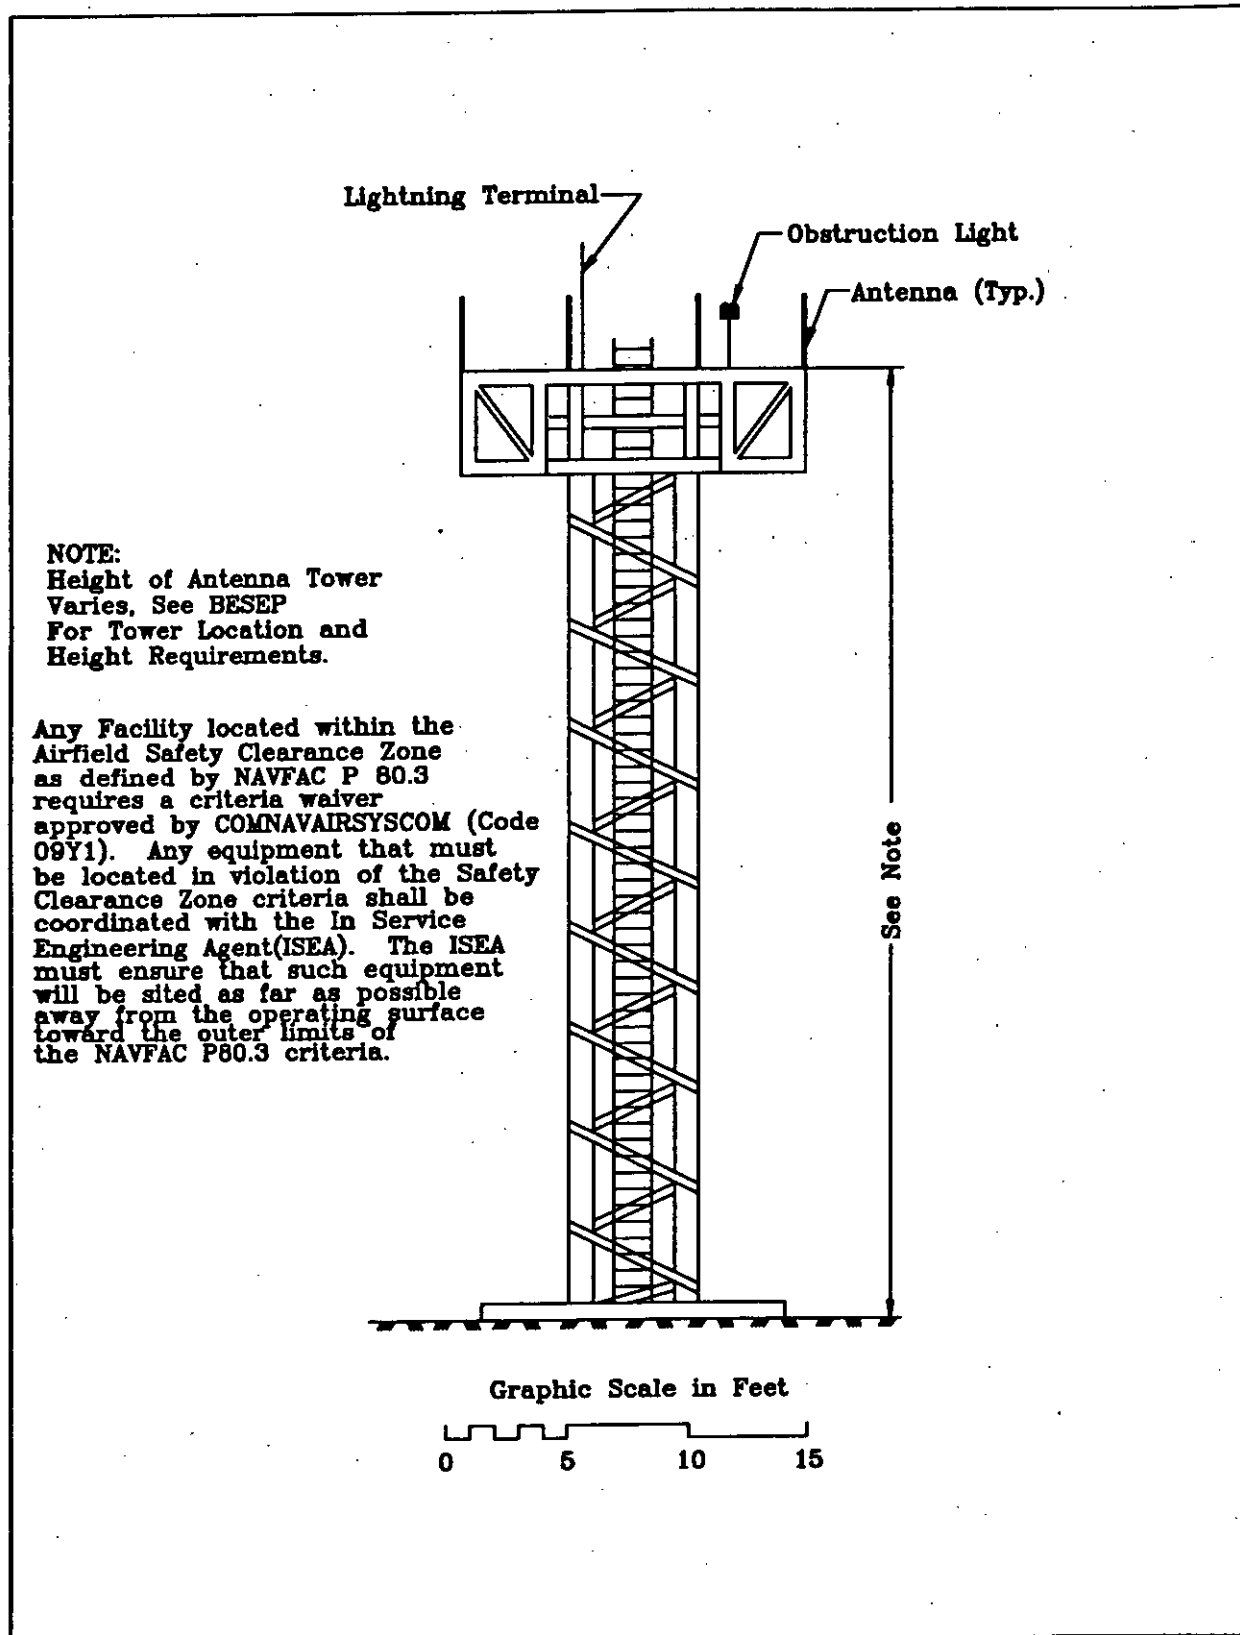 Lightning Terminal
Obstruction Light
Antenna (Typ.)
NOTE:
Height of Antenna Tower
Varies, See BESEP
For Tower Location and
Height Requirements.
Any Facility located within the
Airfield Safety Clearance Zone
as defined by NAVFAC P 80.3
requires a criteria waiver
approved by COMNAVAIRSYSCOM (Code
09Y1). Any equipment that must
be located in violation of the Safety
Clearance Zone criteria shall be
coordinated with the In Service
Engineering Agent(ISEA). The ISEA
must ensure that such equipment
will be sited as far as possible
away from the operating surface
toward the outer limits of
the NAVFAC P80.3 criteria.
See Note
Graphic Scale in Feet
0 5 10 15